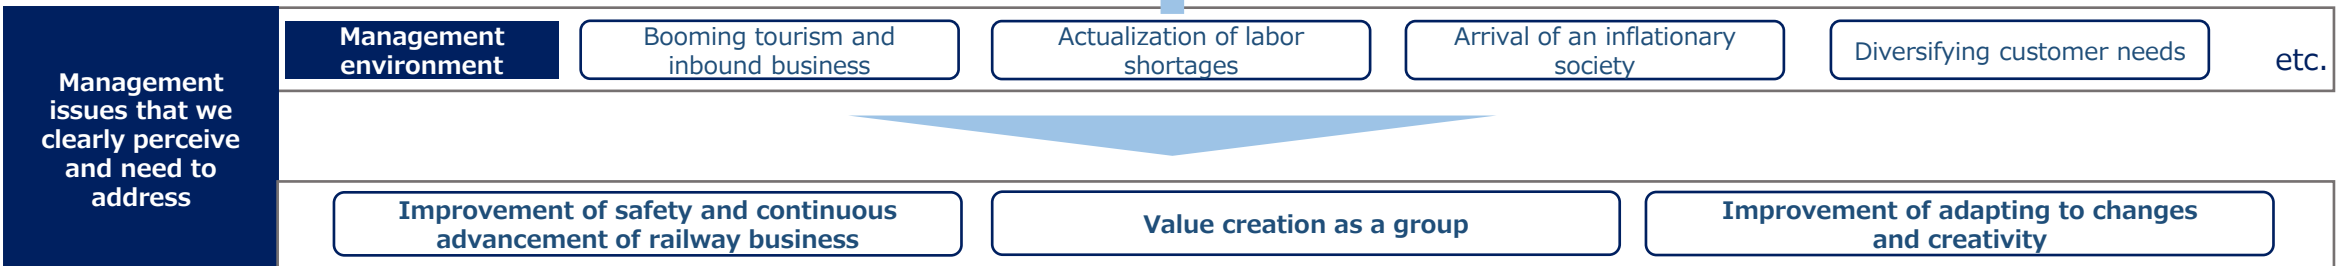 Management
issues that we
clearly perceive
and need to
address
Management
environment
Booming tourism and
inbound business
Actualization of labor
shortages
Arrival of an inflationary
society
Diversifying customer needs
etc.
Improvement of safety and continuous
advancement of railway business
Value creation as a group
Improvement of adapting to changes
and creativity